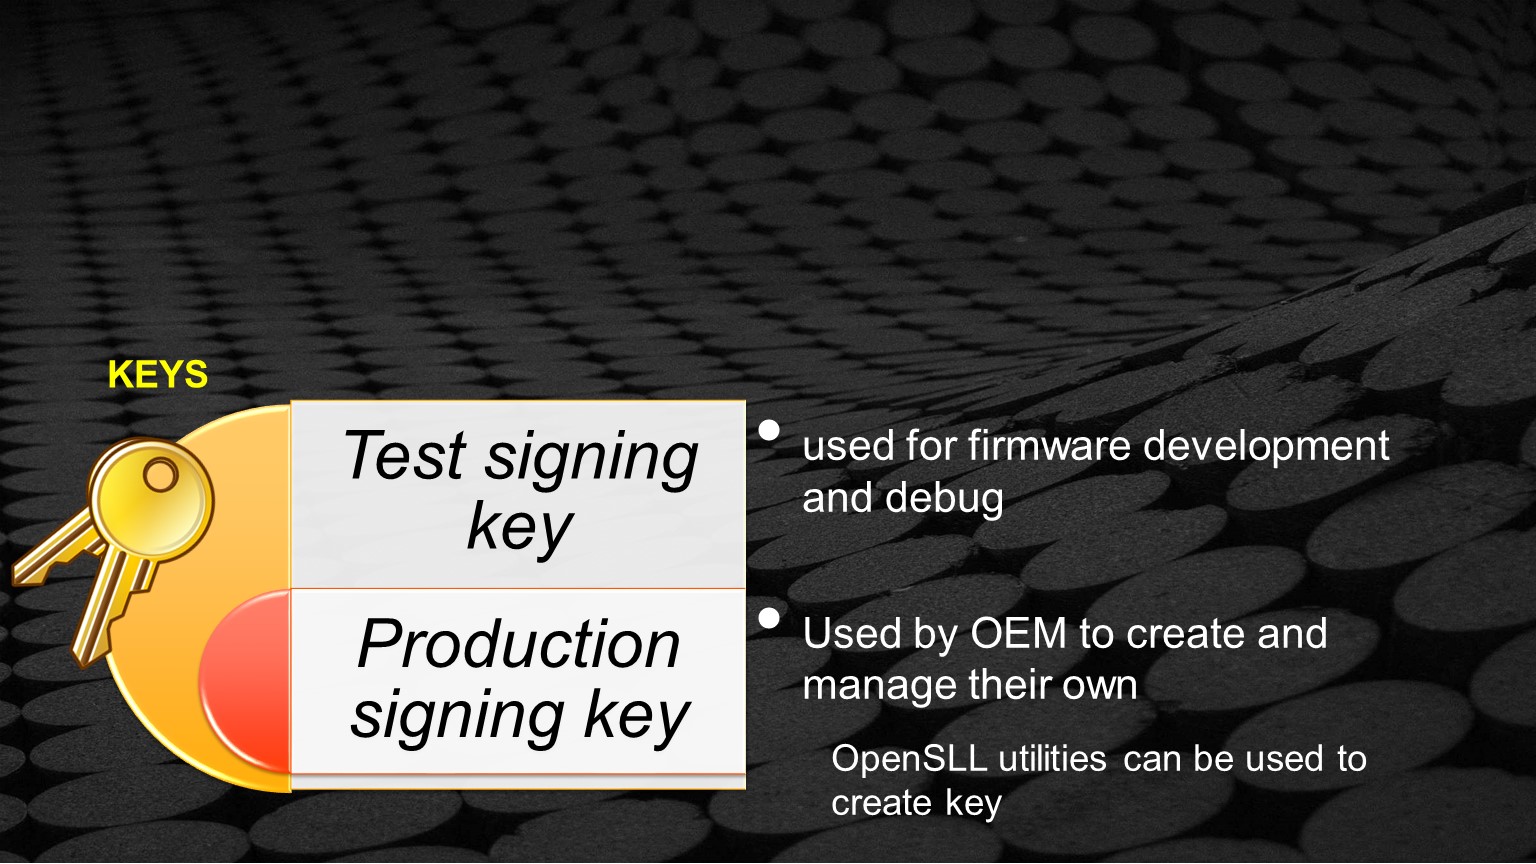 KEYS
Test signing
key
• used for firmware development
and debug
Production
signing key
• Used by OEM to create and
manage their own
OpenSLL utilities can be used to
create key